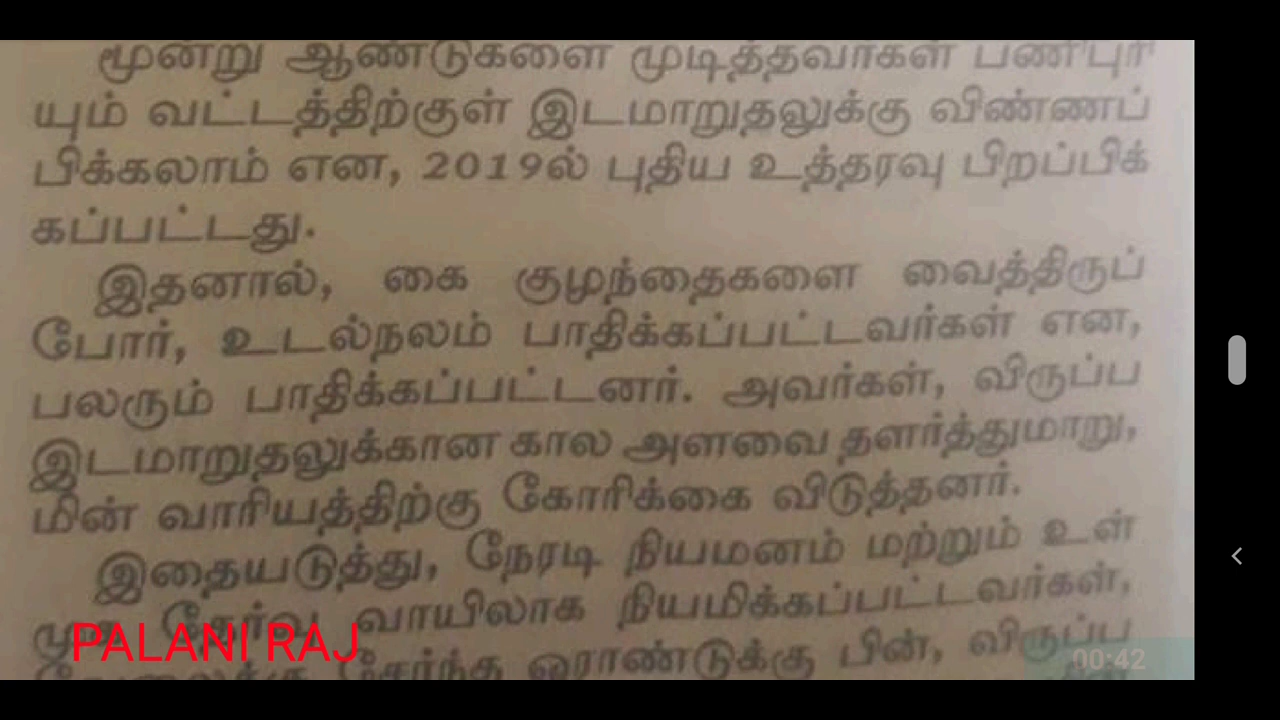 மூன்று ஆண்டுகளை முடித்தவர்கள் பணிபுரி
யும் வட்டத்திற்குள் இடமாறுதலுக்கு விண்ணப்
பிக்கலாம் என, 2019ல் புதிய உத்தரவு பிறப்பிக்
கப்பட்டது.
இதனால், கை குழந்தைகளை வைத்திருப்
போர், உடல்நலம் பாதிக்கப்பட்டவர்கள் என,
பலரும் பாதிக்கப்பட்டனர். அவர்கள், விருப்ப
இடமாறுதலுக்கான கால அளவை தளர்த்துமாறு,
மின் வாரியத்திற்கு கோரிக்கை விடுத்தனர்.
இதையடுத்து, நேரடி நியமனம் மற்றும் உள்
வாயிலாக நியமிக்கப்பட்டவர்கள்,
PALANI RAJ
சேர்ந்த ஓராண்டுக்கு பின், விருப்ப
00:42